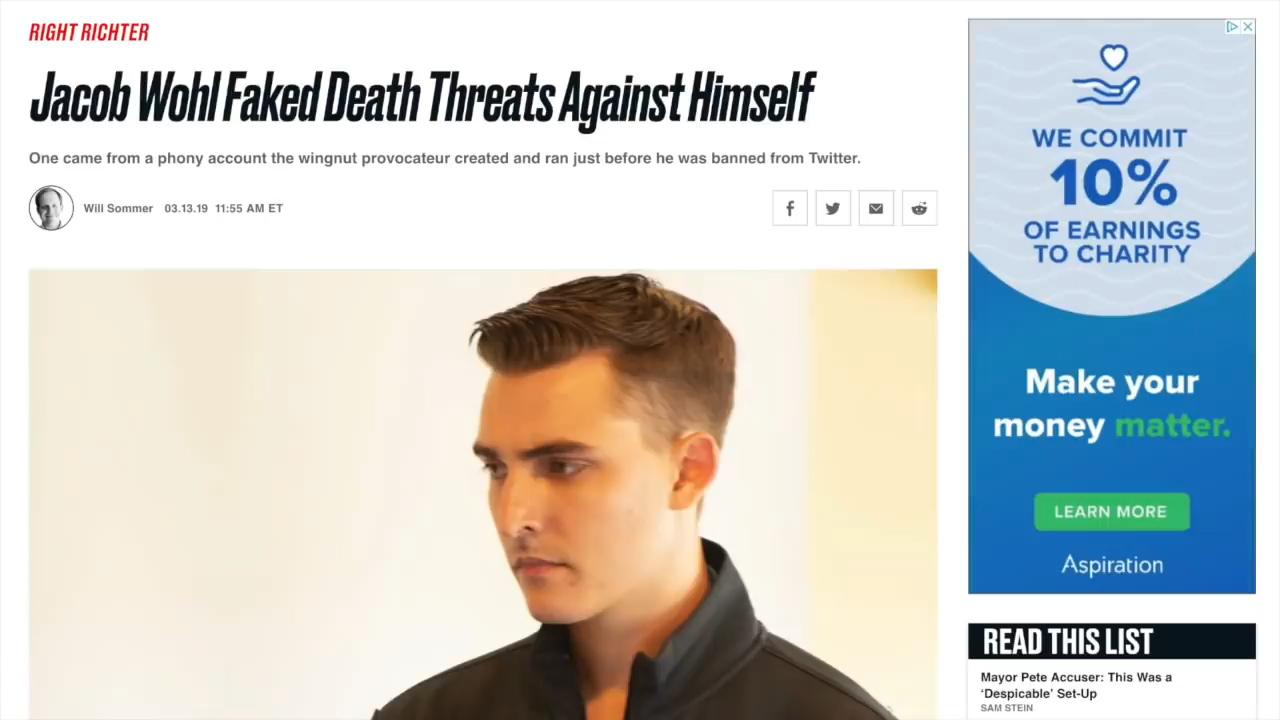 RIGHT RICHTER
Jacob Wohl Faked Death Threats Against Himself
One came from a phony account the wingnut provocateur created and ran just before he was banned from Twitter.
Will Sommer 03.13.19 11:55 AM ET
WE COMMIT
10%
OF EARNINGS
TO CHARITY
Make your
money matter.
LEARN MORE
Aspiration
READ THIS LIST
Mayor Pete Accuser: This Was a
‘Despicable’ Set-Up
SAM STEIN